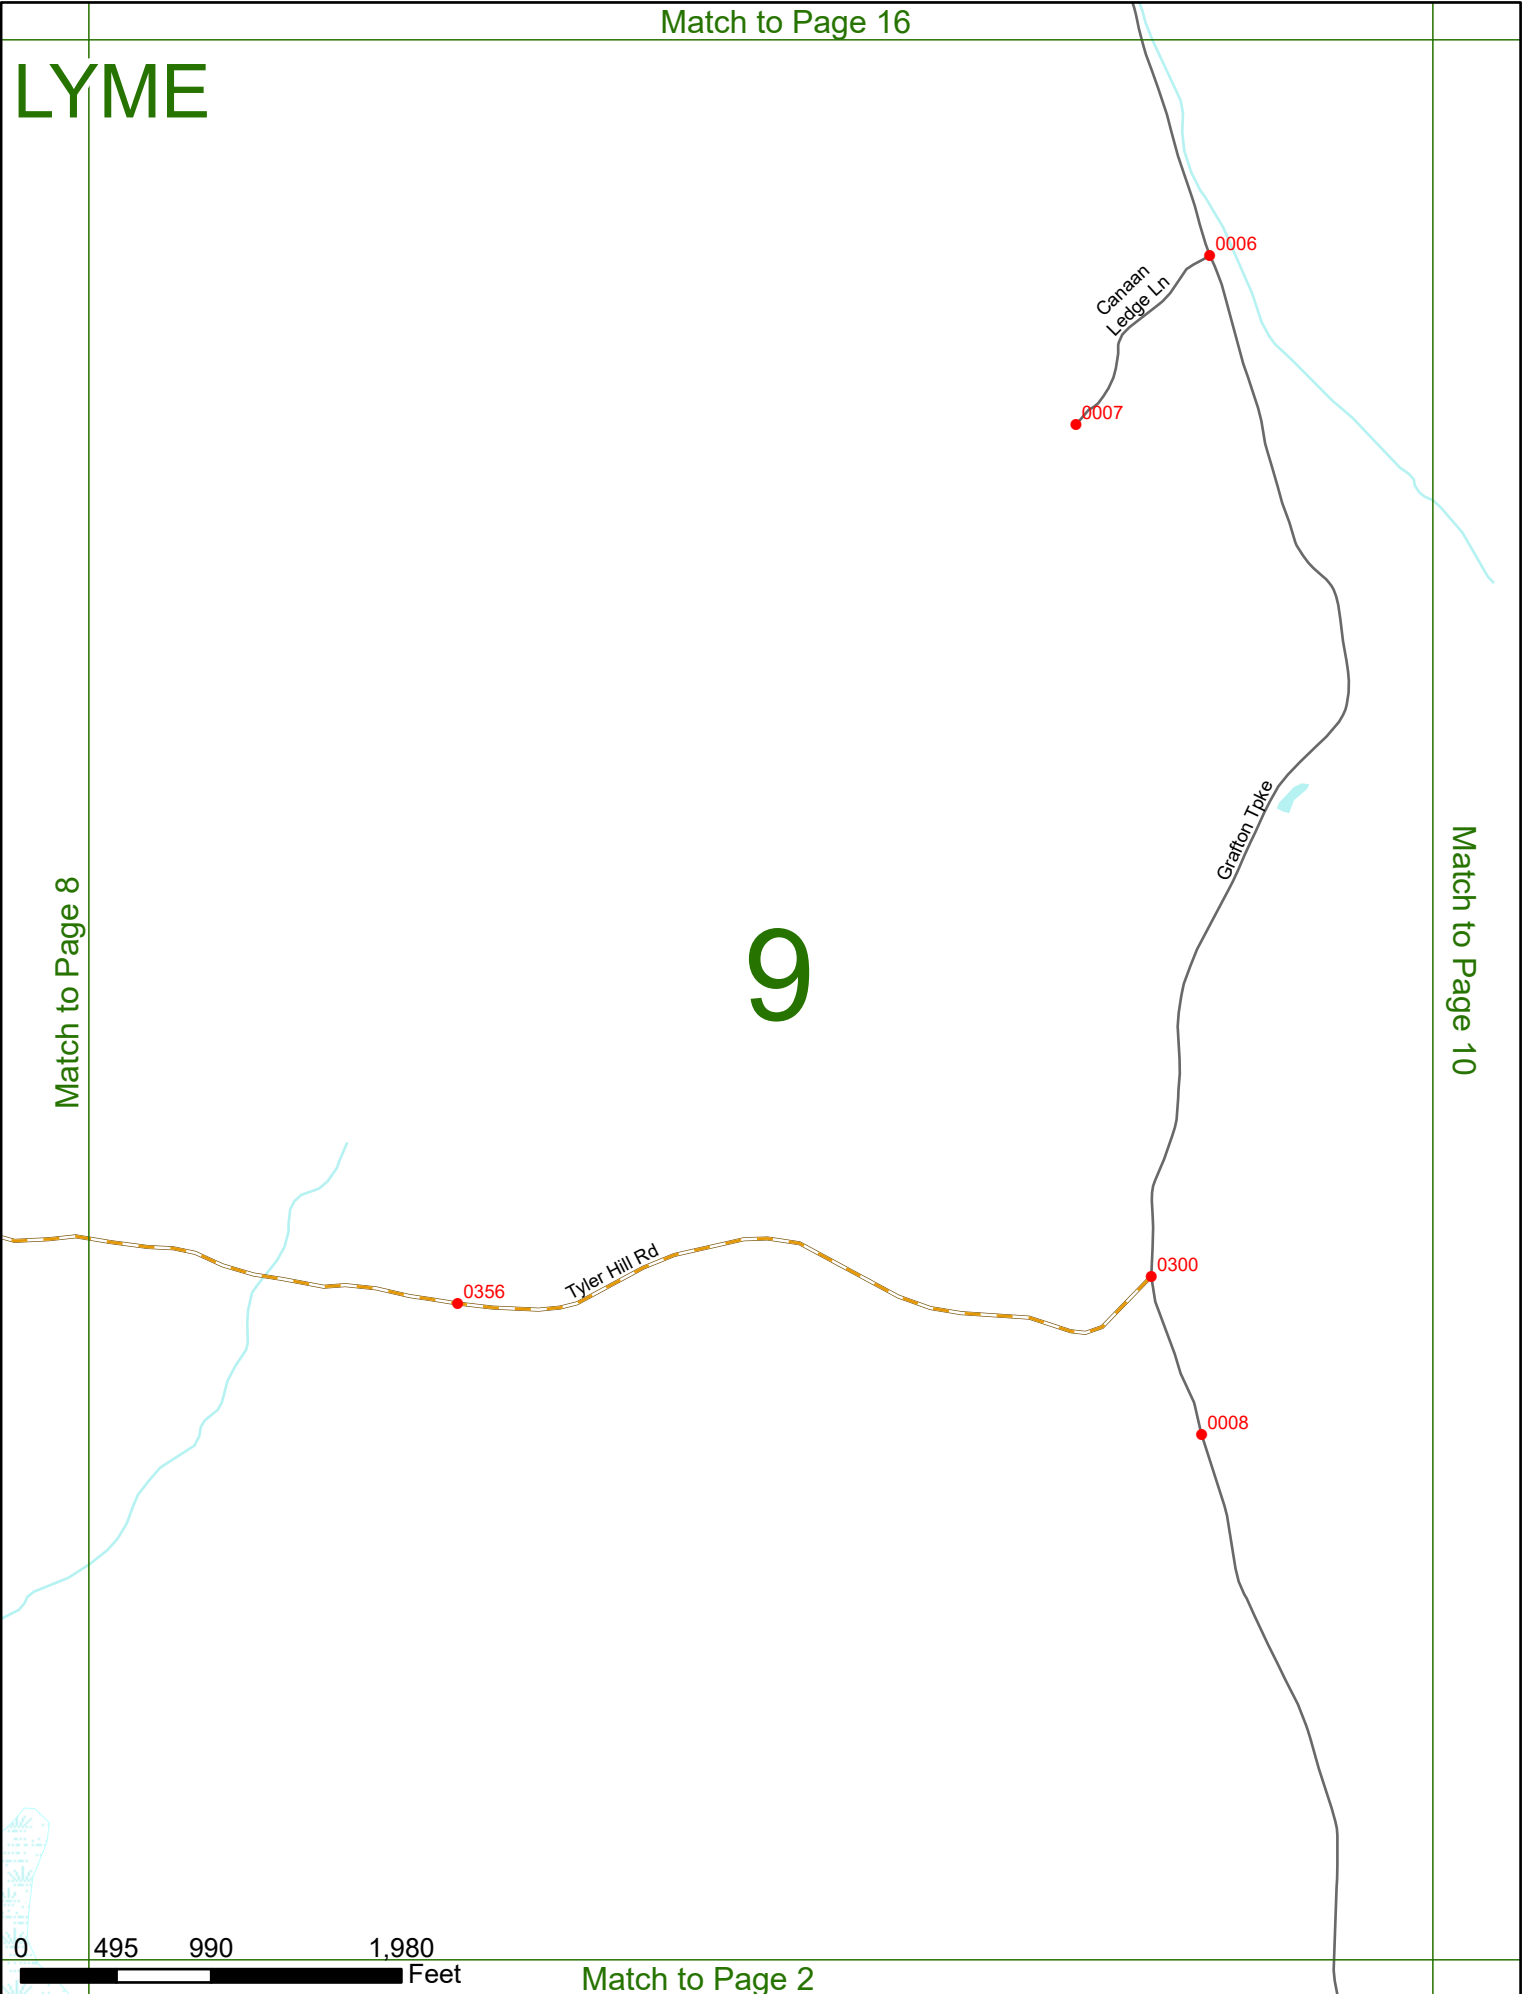 Match to Page 16
LYME
0006
Canaan
Ledge Ln
0007
Grafton Tpke
Match to Page 8
9
Match to Page 10
Tyler Hill Rd
0300
0356
0008
0 495 990 1,980
Feet
Match to Page 2